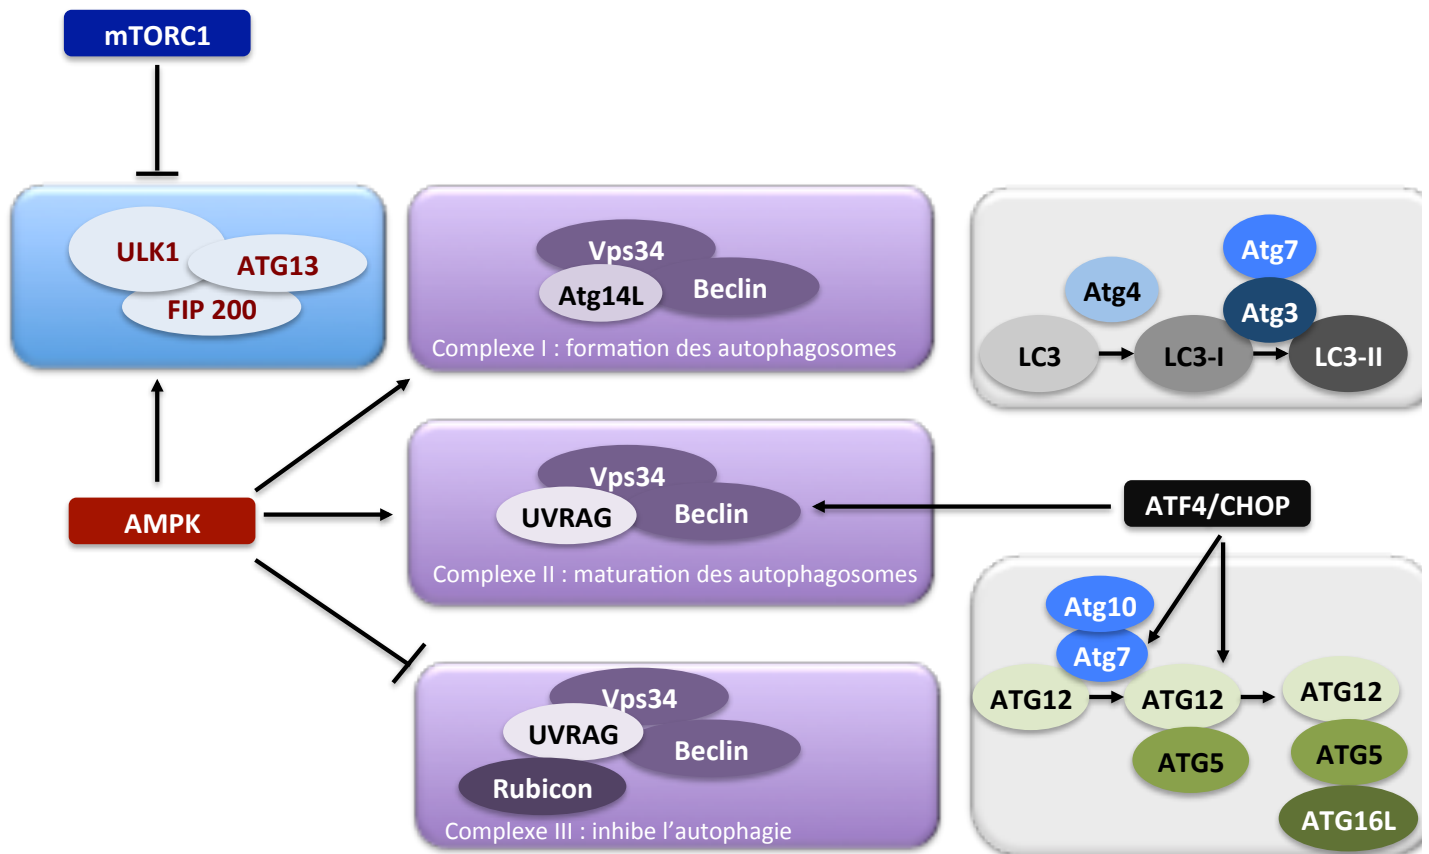 mTORC1
ULK1
ATG13
FIP 200
AMPK
Vps34
Atg14L
Beclin
Complexe I : formation des autophagosomes
Vps34
UVRAG
Beclin
Complexe II : maturation des autophagosomes
Vps34
UVRAG
Beclin
Rubicon
Complexe III : inhibe l'autophagie
Atg7
Atg4
Atg3
LC3
LC3-I
LC3-II
ATF4/CHOP
Atg10
Atg7
ATG12
ATG12
ATG12
ATG5
ATG5
ATG16L